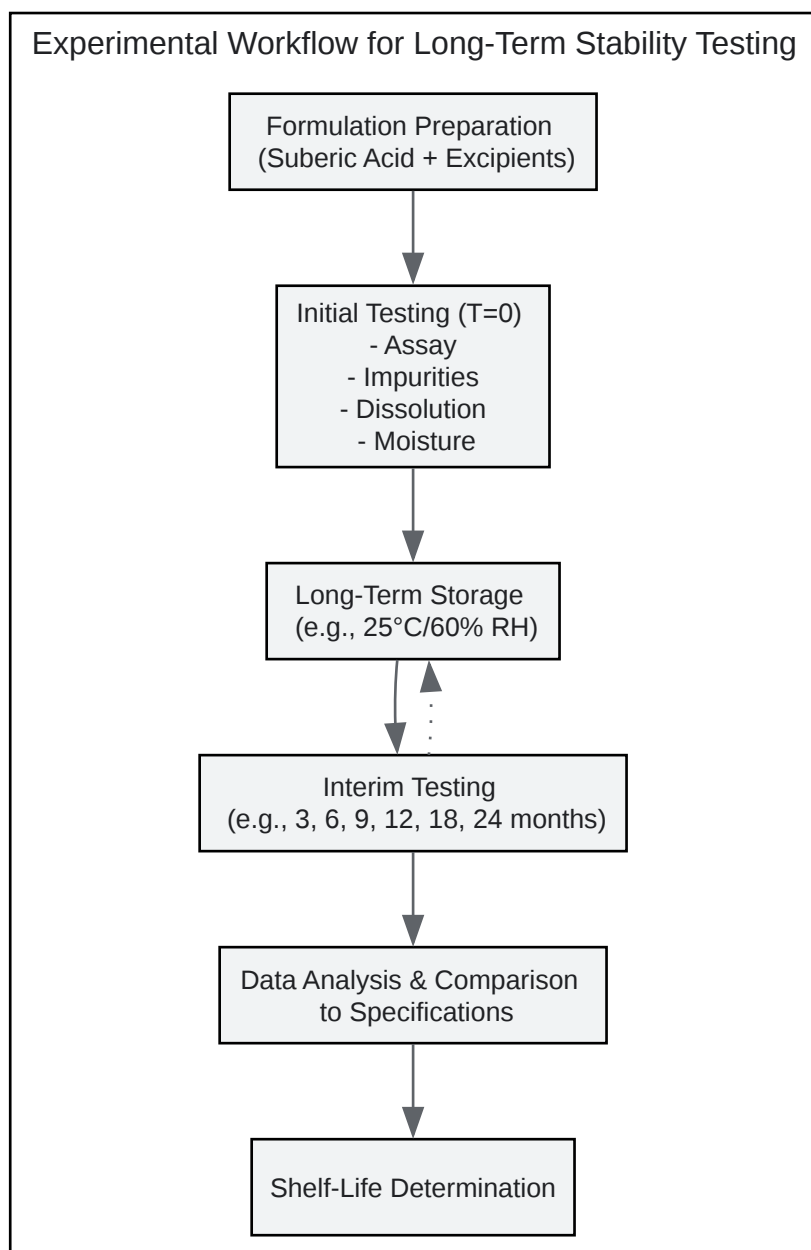 Experimental Workflow for Long-Term Stability Testing
Formulation Preparation
(Suberic Acid + Excipients)
Initial Testing (T=0)
- Assay
- Impurities
- Dissolution
- Moisture
Long-Term Storage
(e.g., 25°C/60% RH)
Interim Testing
(e.g., 3, 6, 9, 12, 18, 24 months)
Data Analysis & Comparison
to Specifications
Shelf-Life Determination